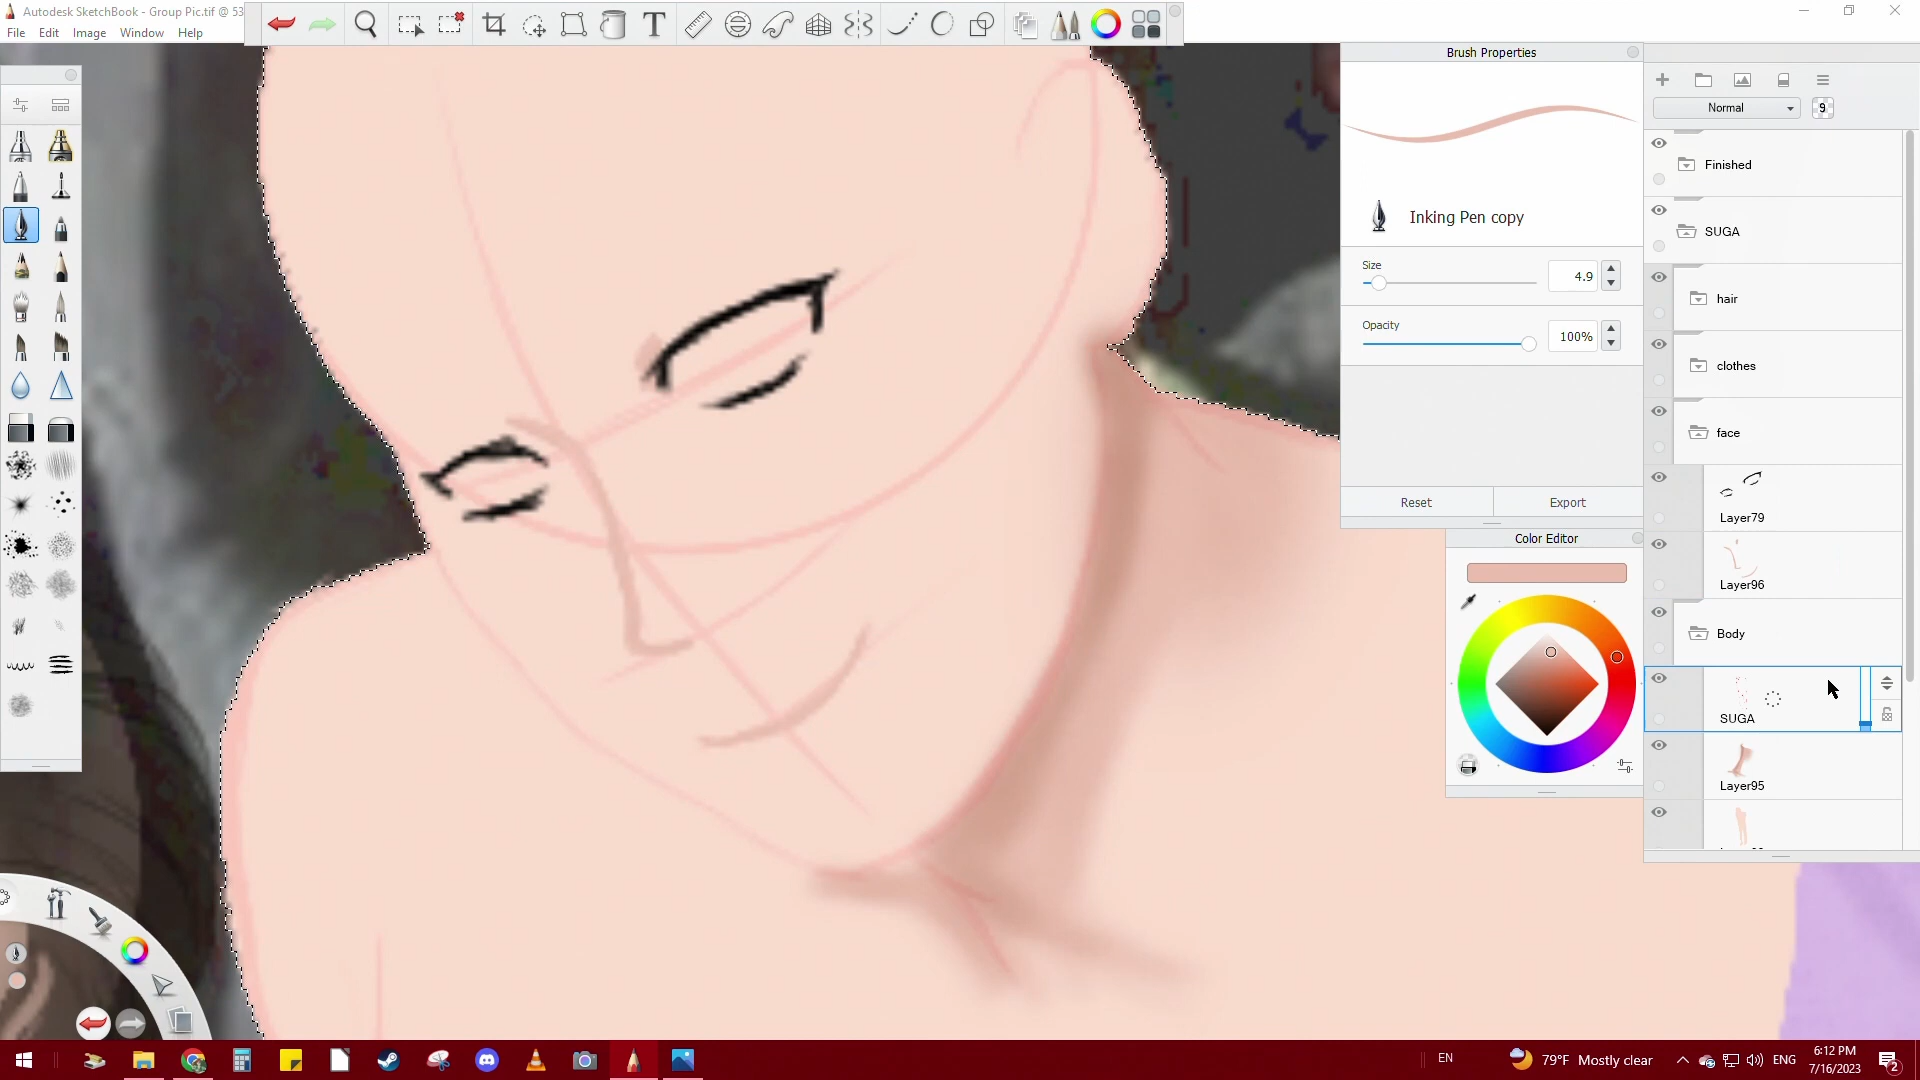 Autodesk SketchBook - Group Pic.tif @ 53
File Edit Image Window Help
T
Brush Properties
Inking Pen copy
Size
4.9
Opacity
100%
Reset Export
Color Editor
Normal
9
Finished
SUGA
hair
clothes
face
Layer79
Layer96
Body
SUGA
Layer95
EN
79°F Mostly clear
ENG
6:12 PM
7/16/2023
2